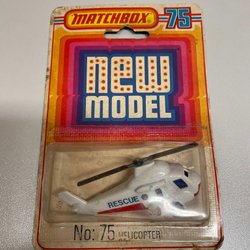 MATCHBOX 75
new
MODEL
RESCUE
No: 75 HELICOPTER